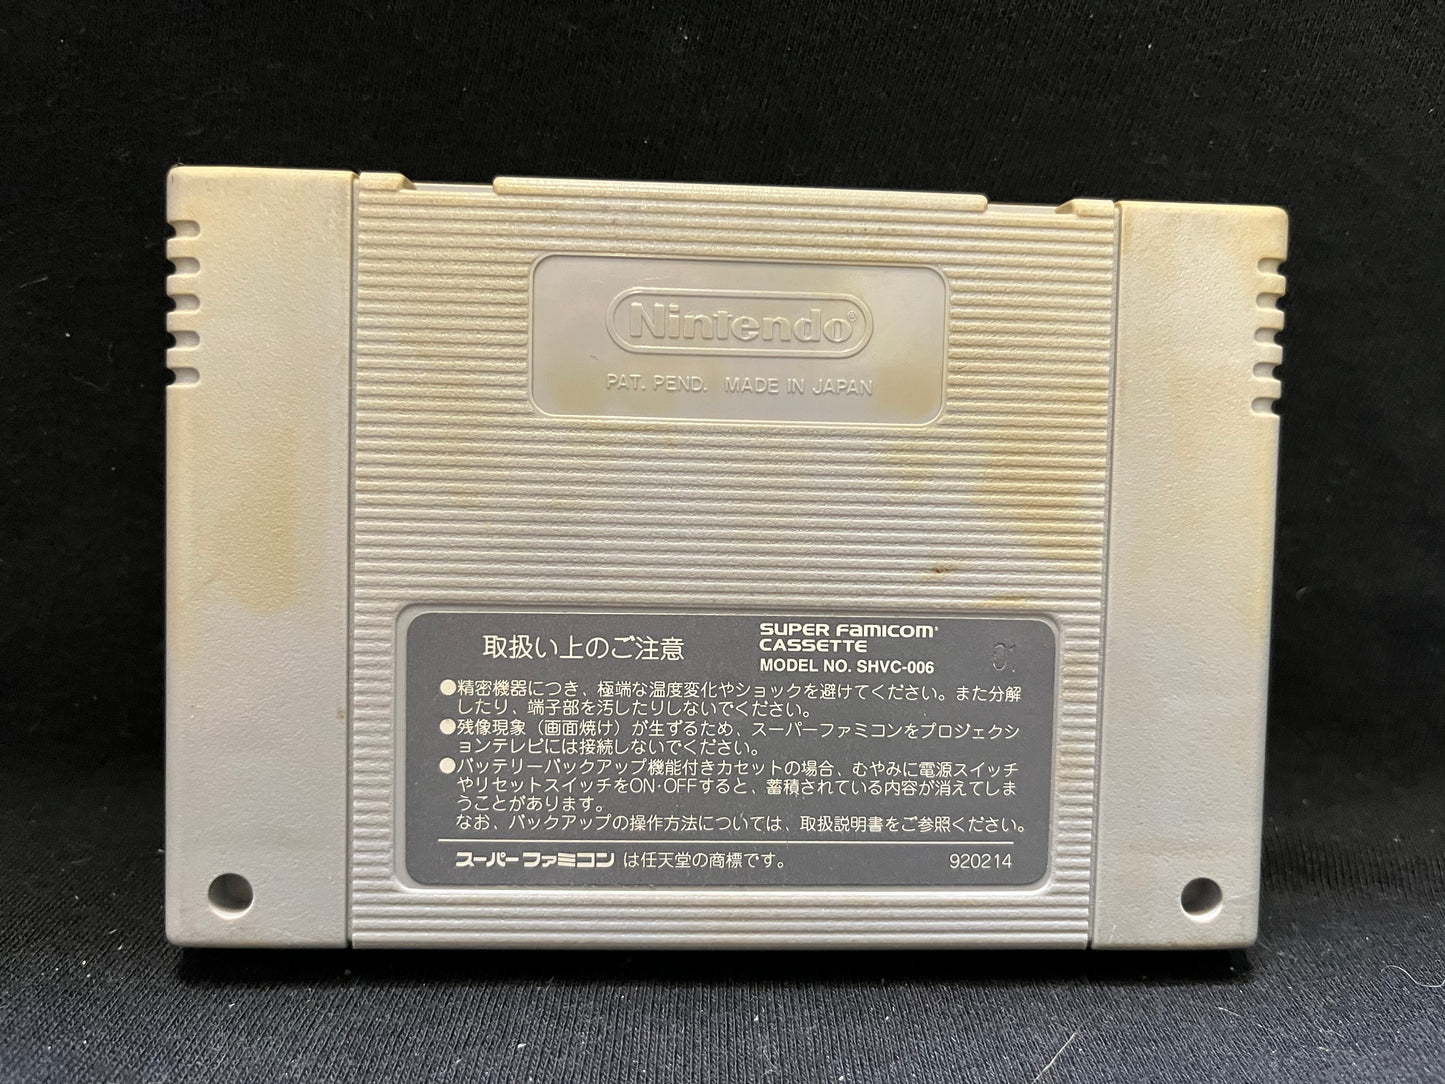 Nintendo®
PAT. PEND. MADE IN JAPAN
取扱い上のご注意
SUPER FAMICOM®
CASSETTE
MODEL NO. SHVC-006
01
●精密機器につき、極端な温度変化やショックを避けてください。また分解
したり、端子部を汚したりしないでください。
●残像現象（画面焼け）が生ずるため、スーパーファミコンをプロジェクシ
ョンテレビには接続しないでください。
●バッテリーバックアップ機能付きカセットの場合、むやみに電源スイッチ
やリセットスイッチをON・OFFすると、蓄積されている内容が消えてしま
うことがあります。
なお、バックアップの操作方法については、取扱説明書をご参照ください。
スーパーファミコン は任天堂の商標です。
920214